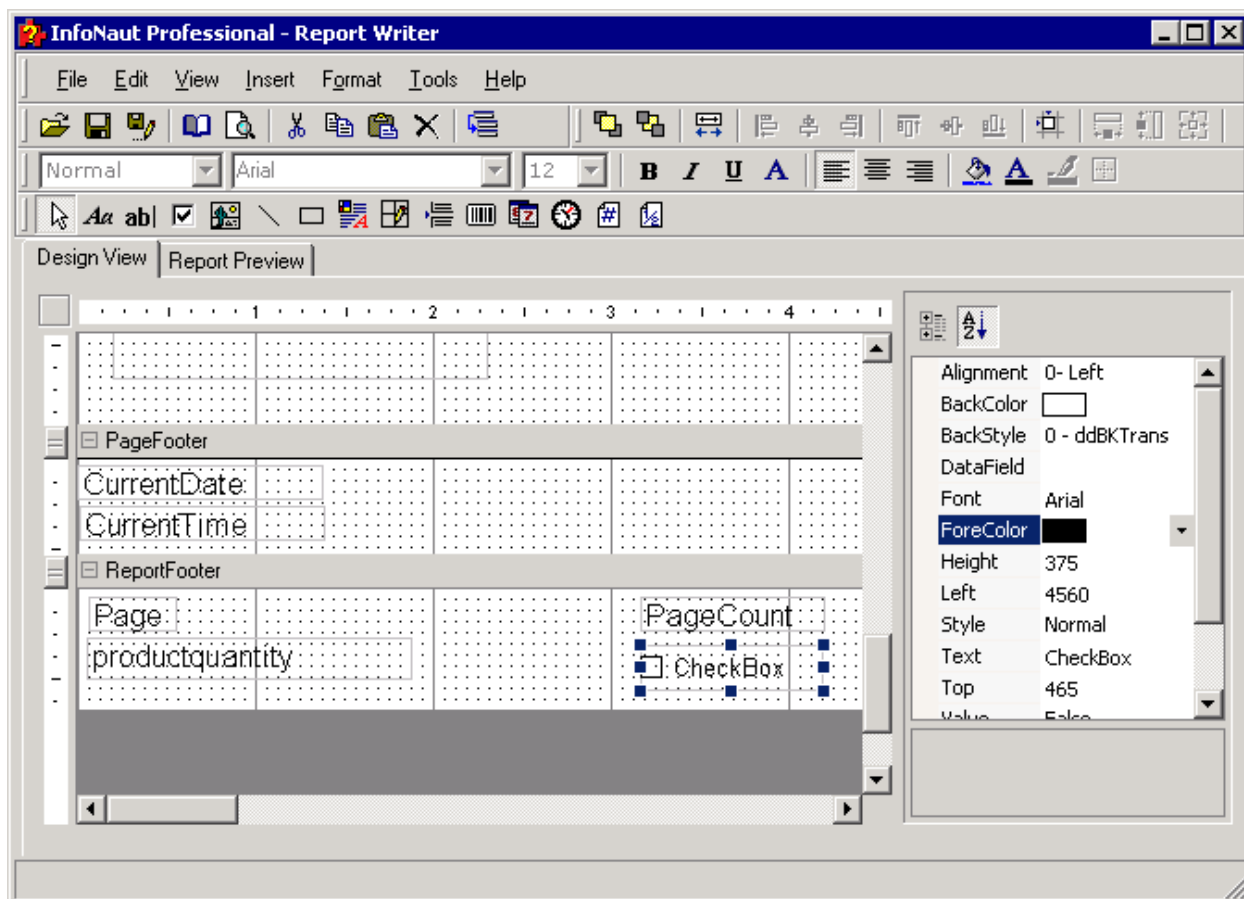 InfoNaut Professional - Report Writer
File Edit View Insert Format Tools Help
Normal Arial 12 B I U A A
Aa ab|
Design View Report Preview
1 2 3 4
A Z
Alignment 0- Left
BackColor
BackStyle 0 - ddBKTrans
DataField
Font Arial
ForeColor
Height 375
Left 4560
Style Normal
Text CheckBox
Top 465
Value False
PageFooter
CurrentDate
CurrentTime
ReportFooter
Page PageCount
productquantity CheckBox